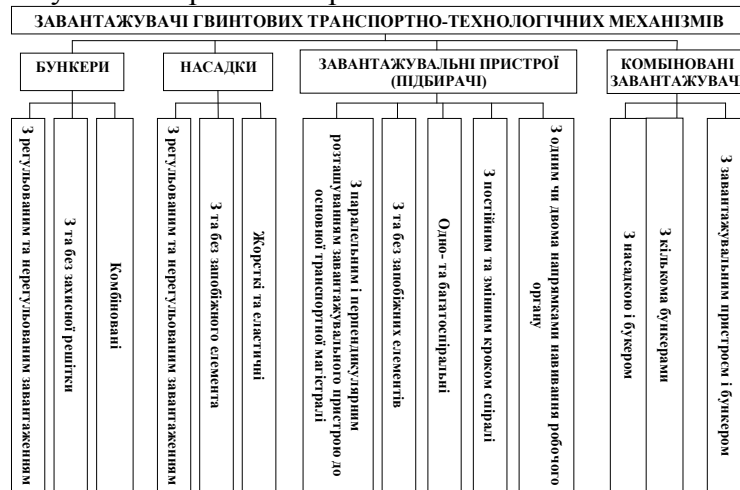 ЗАВАНТАЖУВАЧІ ГВИНТОВИХ ТРАНСПОРТНО-ТЕХНОЛОГІЧНИХ МЕХАНІЗМІВ
БУНКЕРИ
НАСАДКИ
ЗАВАНТАЖУВАЛЬНІ ПРИСТРОЇ
(ПІДБИРАЧІ)
КОМБІНОВАНІ
ЗАВАНТАЖУВАЧІ
З регульованим та нерегульованим завантаженням
З та без захисної решітки
Комбіновані
З регульованим та нерегульованим завантаженням
З та без запобіжного елемента
Жорсткі та еластичні
З паралельним і перпендикулярним
розташуванням завантажувального пристрою до
основної транспортної магістралі
З та без запобіжних елементів
Одно- та багатоспіральні
З постійним та змінним кроком спіралі
З одним чи двома напрямками навивання робочого
органу
З насадкою і букером
З кількома бункерами
З завантажувальним пристроєм і бункером